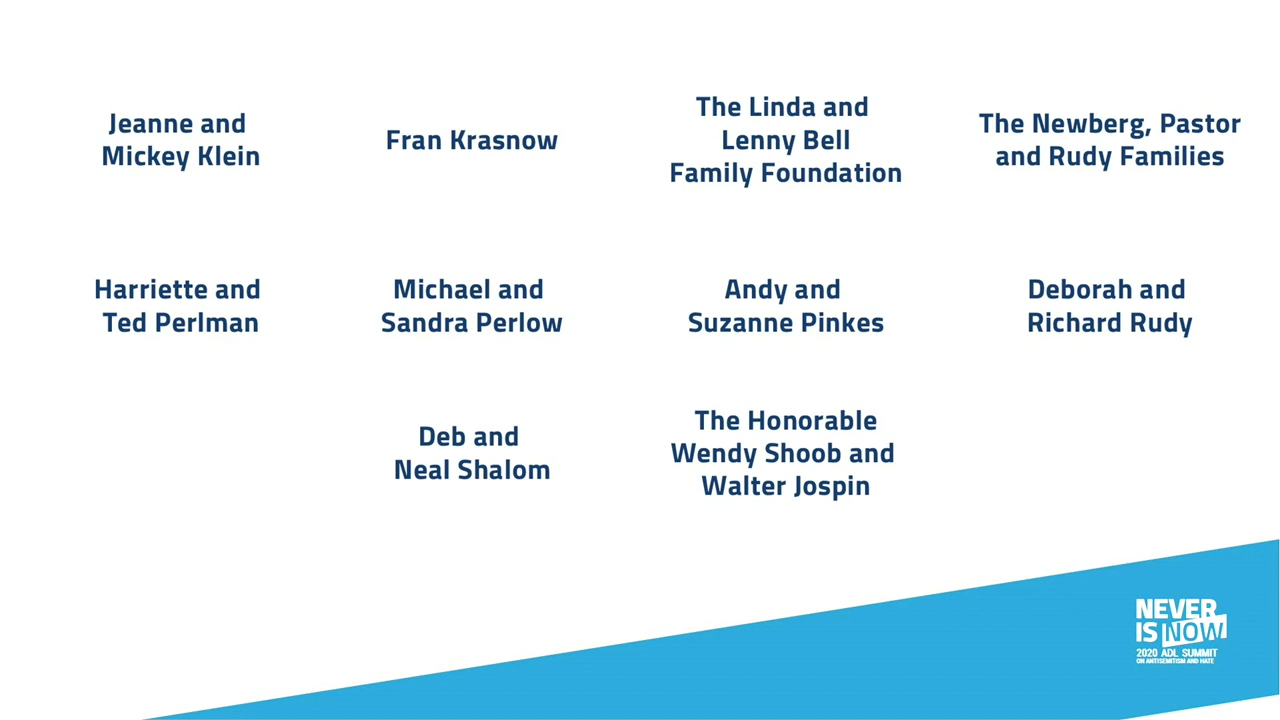 Jeanne and
Mickey Klein
Fran Krasnow
The Linda and
Lenny Bell
Family Foundation
The Newberg, Pastor
and Rudy Families
Harriette and
Ted Perlman
Michael and
Sandra Perlow
Andy and
Suzanne Pinkes
Deborah and
Richard Rudy
Deb and
Neal Shalom
The Honorable
Wendy Shoob and
Walter Jospin
NEVER
IS NOW
2020 ADL SUMMIT
ON ANTISEMITISM AND HATE